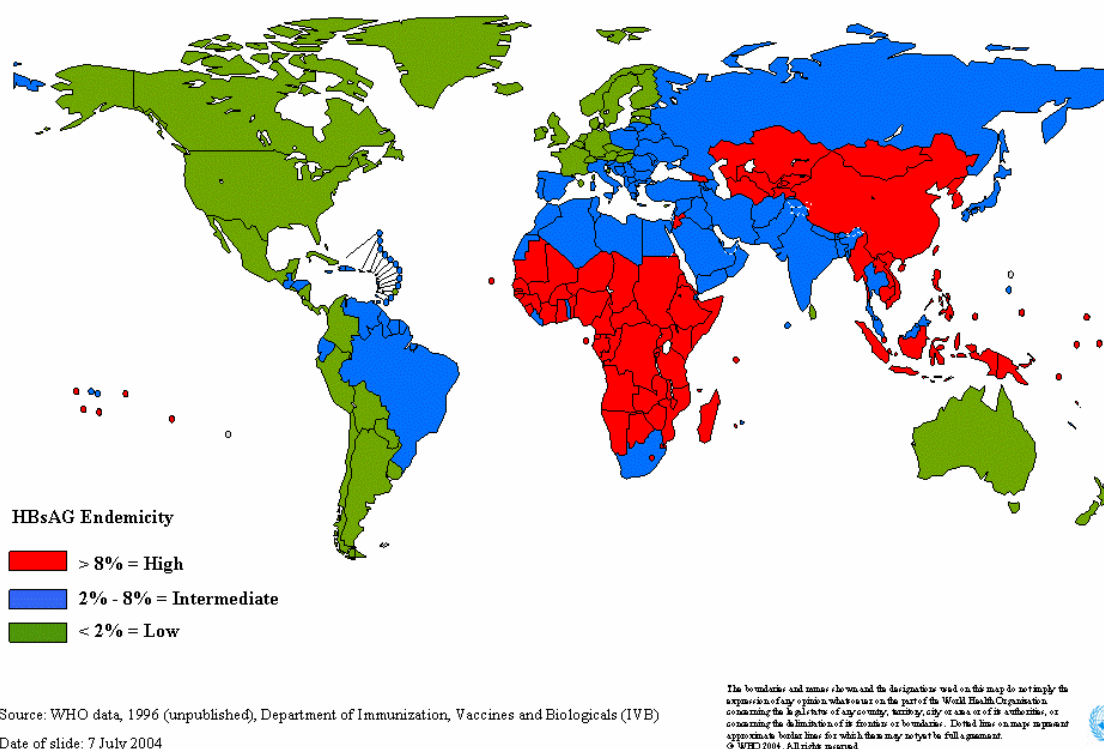 HBsAG Endemicity
> 8% = High
2% - 8% = Intermediate
< 2% = Low
Source: WHO data, 1996 (unpublished), Department of Immunization, Vaccines and Biologicals (IVB)
Date of slide: 7 July 2004
The boundaries and names shown and the designations used on this map do not imply the
expression of any opinion whatsoever on the part of the World Health Organisation
concerning the legal status of any country, territory, city or area or of its authorities, or
concerning the delimitation of its frontiers or boundaries. Dotted lines on maps represent
approximate border lines for which there may not yet be full agreement.
© WHO 2004. All rights reserved